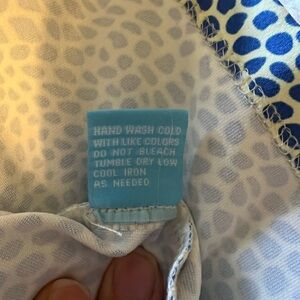 HAND WASH COLD
WITH LIKE COLORS
DO NOT BLEACH
TUMBLE DRY LOW
COOL IRON
AS NEEDED